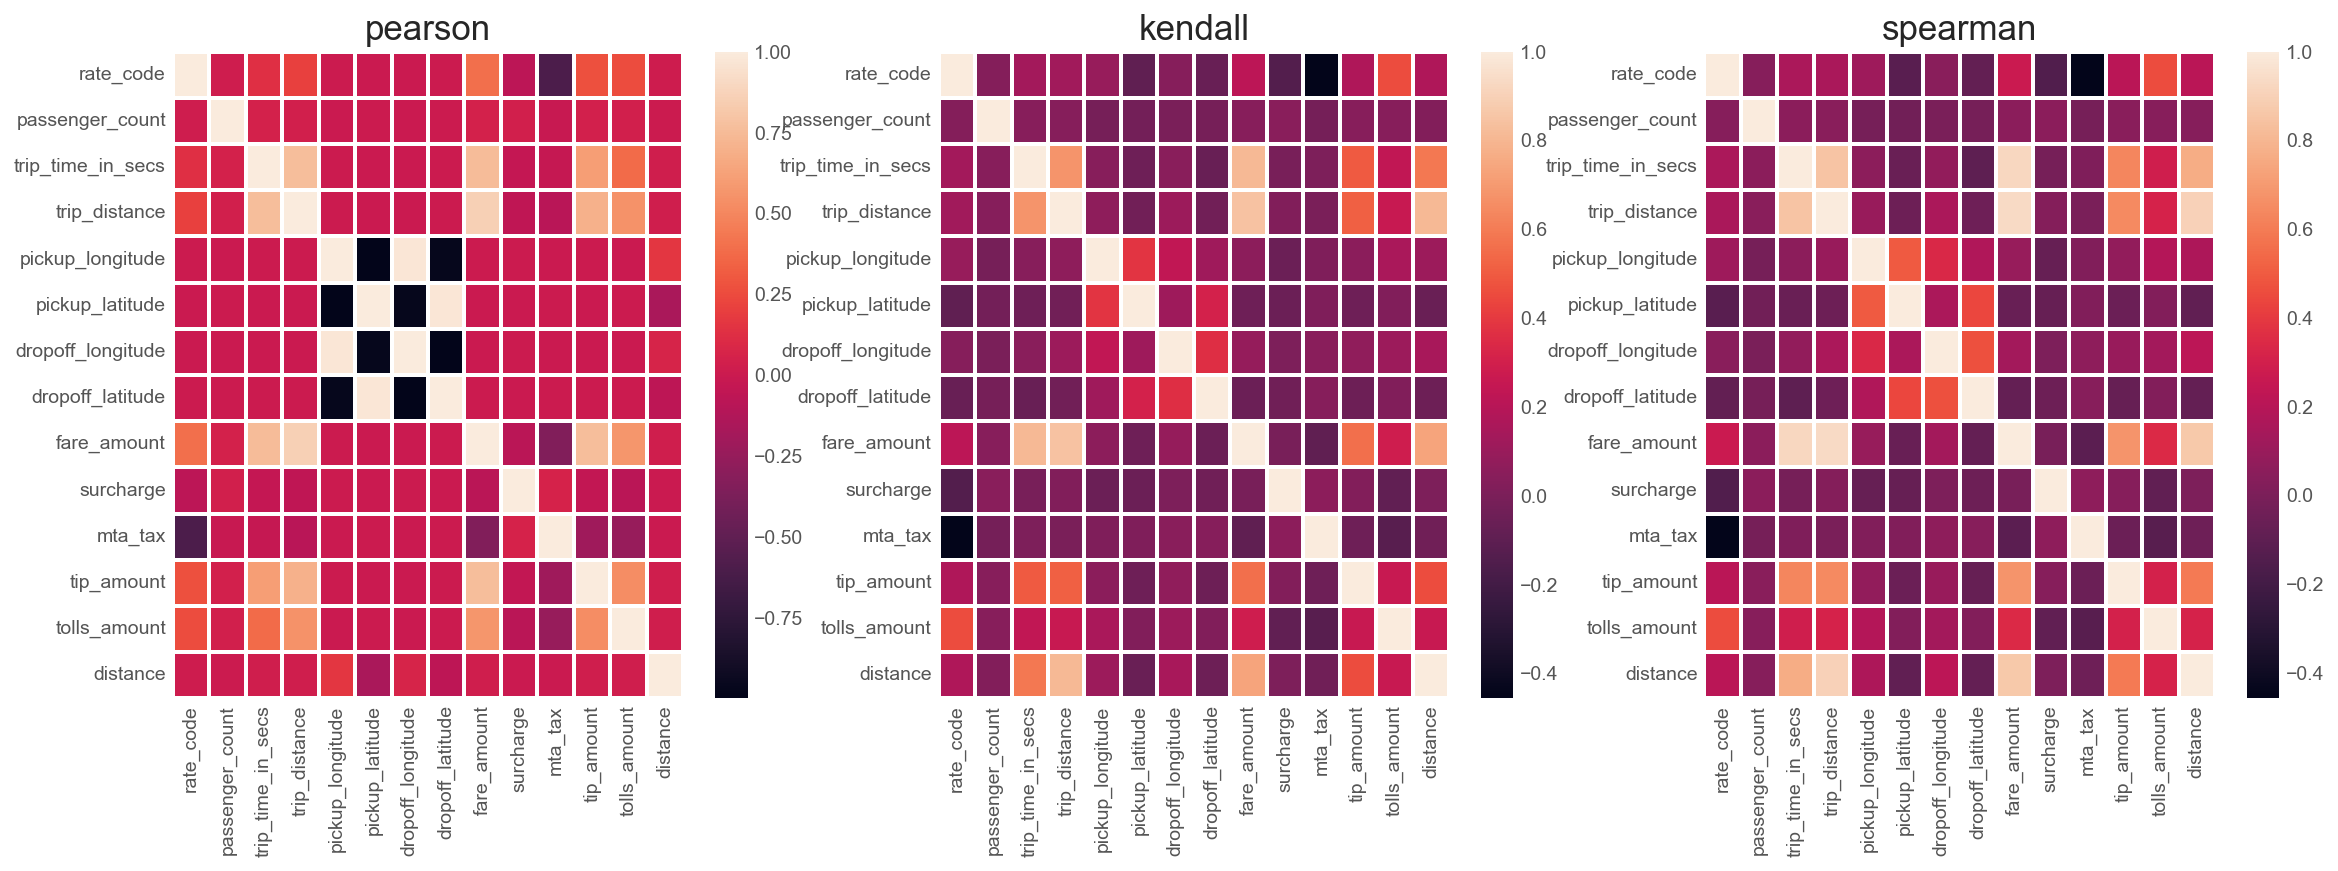 pearson
rate_code
passenger_count
trip_time_in_secs
trip_distance
pickup_longitude
pickup_latitude
dropoff_longitude
dropoff_latitude
fare_amount
surcharge
mta_tax
tip_amount
tolls_amount
distance
rate_code
passenger_count
trip_time_in_secs
trip_distance
pickup_longitude
pickup_latitude
dropoff_longitude
dropoff_latitude
fare_amount
surcharge
mta_tax
tip_amount
tolls_amount
distance
1.00
0.75
0.50
0.25
0.00
−0.25
−0.50
−0.75
kendall
rate_code
passenger_count
trip_time_in_secs
trip_distance
pickup_longitude
pickup_latitude
dropoff_longitude
dropoff_latitude
fare_amount
surcharge
mta_tax
tip_amount
tolls_amount
distance
rate_code
passenger_count
trip_time_in_secs
trip_distance
pickup_longitude
pickup_latitude
dropoff_longitude
dropoff_latitude
fare_amount
surcharge
mta_tax
tip_amount
tolls_amount
distance
1.0
0.8
0.6
0.4
0.2
0.0
−0.2
−0.4
spearman
rate_code
passenger_count
trip_time_in_secs
trip_distance
pickup_longitude
pickup_latitude
dropoff_longitude
dropoff_latitude
fare_amount
surcharge
mta_tax
tip_amount
tolls_amount
distance
rate_code
passenger_count
trip_time_in_secs
trip_distance
pickup_longitude
pickup_latitude
dropoff_longitude
dropoff_latitude
fare_amount
surcharge
mta_tax
tip_amount
tolls_amount
distance
1.0
0.8
0.6
0.4
0.2
0.0
−0.2
−0.4